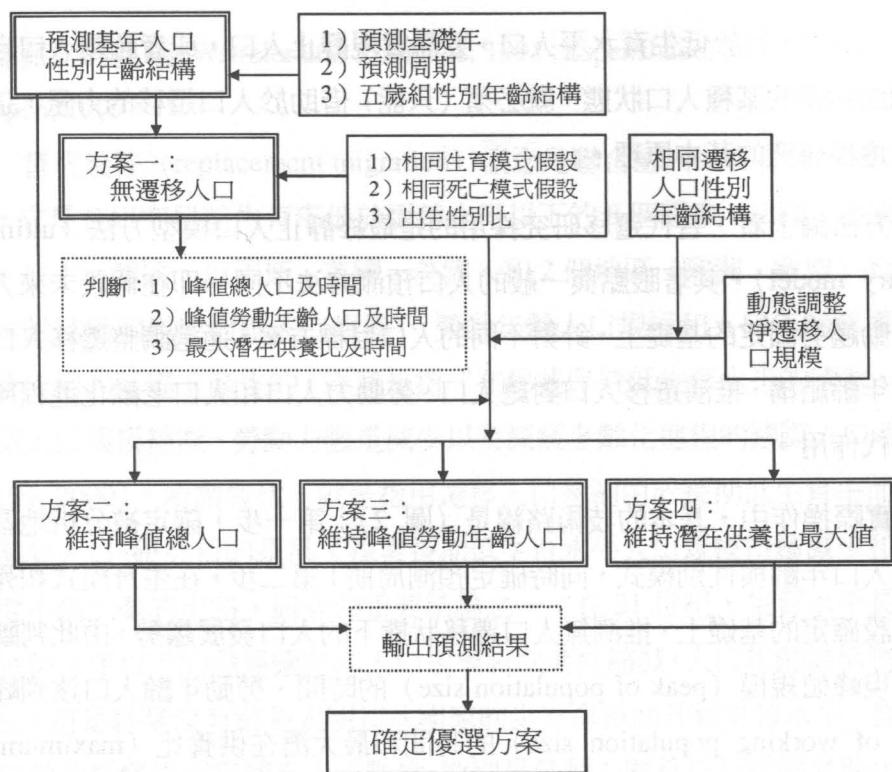 預測基年人口
性別年齡結構
1）預測基礎年
2）預測周期
3）五歲組性別年齡結構
方案一：
無遷移人口
1）相同生育模式假設
2）相同死亡模式假設
3）出生性別比
相同遷移
人口性別
年齡結構
判斷 1）峰值總人口及時間
2）峰值勞動年齡人口及時間
3）最大潛在供養比及時間
動態調整
淨遷移人
口規模
方案二：
維持峰值總人口
方案三：
維持峰值勞動年齡人口
方案四：
維持潛在供養比最大值
輸出預測結果
確定優選方案